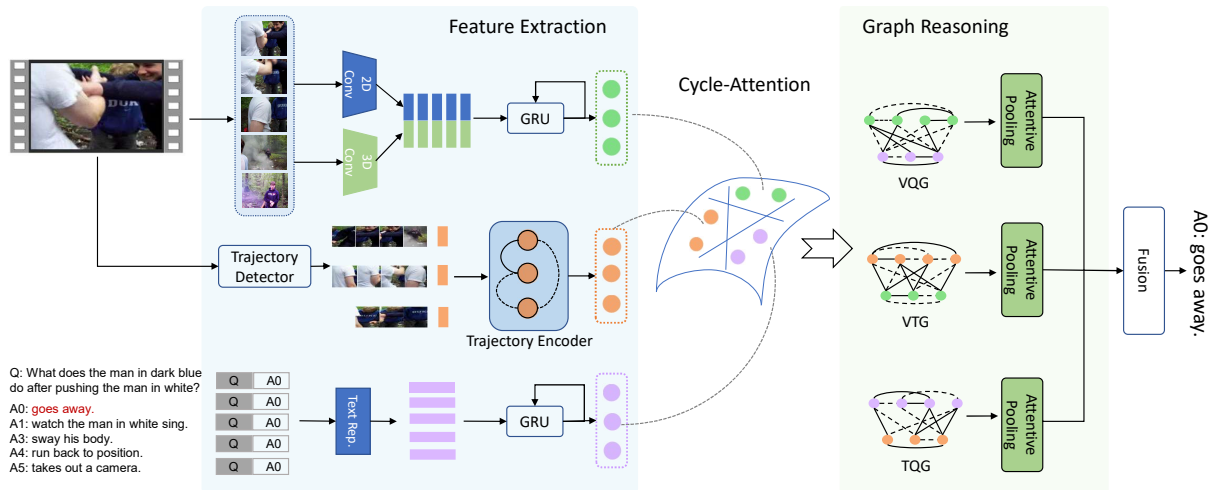 Feature Extraction
Graph Reasoning
Cycle-Attention
2D
Conv
3D
Conv
GRU
Attentive
Pooling
VQG
Trajectory
Detector
Trajectory Encoder
Attentive
Pooling
VTG
Fusion
A0: goes away.
Q: What does the man in dark blue
do after pushing the man in white?
A0: goes away.
A1: watch the man in white sing.
A3: sway his body.
A4: run back to position.
A5: takes out a camera.
Q A0
Q A0
Q A0
Q A0
Q A0
Text Rep.
GRU
Attentive
Pooling
TQG